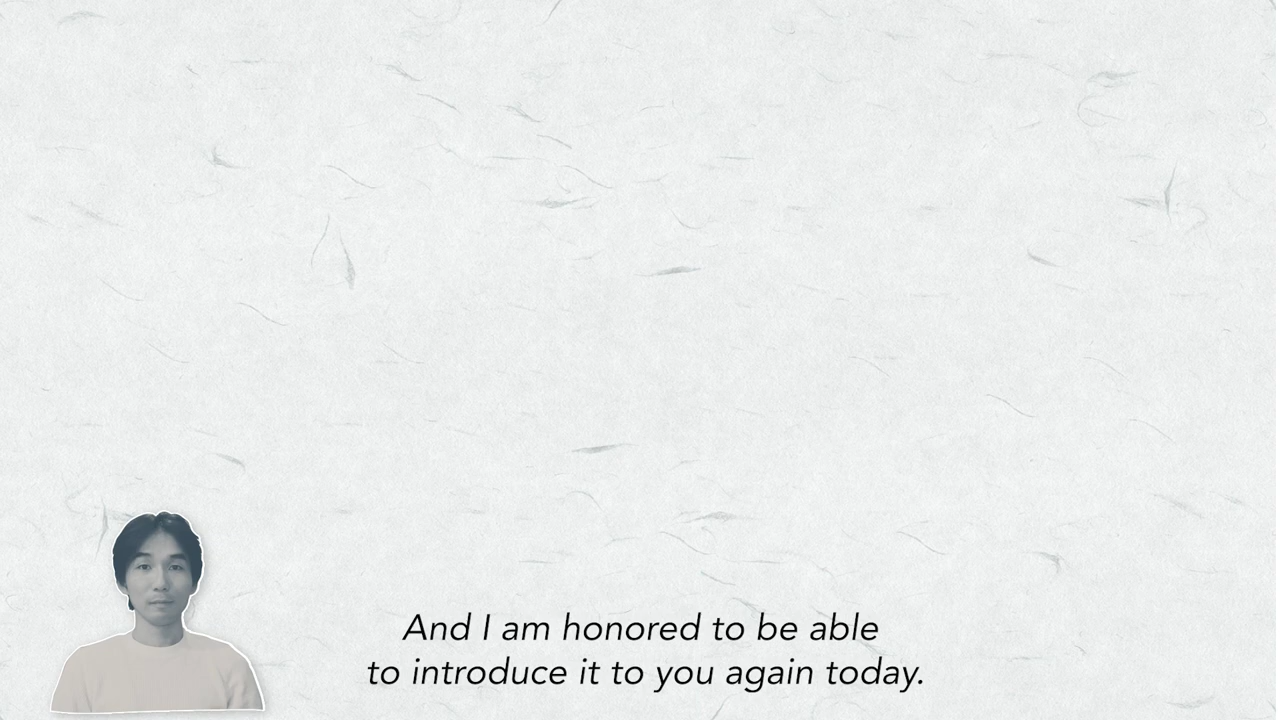 And I am honored to be able
to introduce it to you again today.